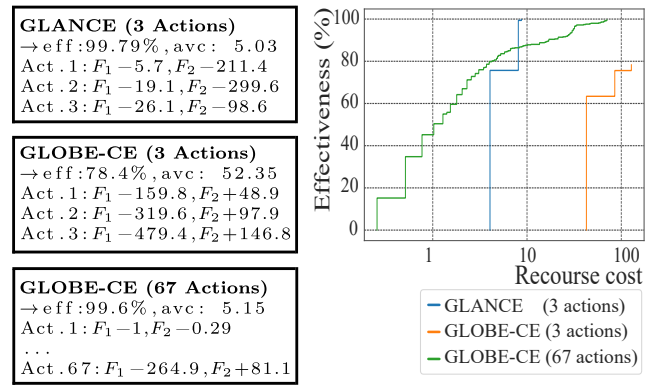 GLANCE (3 Actions)
→eff:99.79%, avc: 5.03
Act.1: F₁−5.7, F₂−211.4
Act.2: F₁−19.1, F₂−299.6
Act.3: F₁−26.1, F₂−98.6
GLOBE-CE (3 Actions)
→eff:78.4%, avc: 52.35
Act.1: F₁−159.8, F₂+48.9
Act.2: F₁−319.6, F₂+97.9
Act.3: F₁−479.4, F₂+146.8
GLOBE-CE (67 Actions)
→eff:99.6%, avc: 5.15
Act.1: F₁−1, F₂−0.29
...
Act.67: F₁−264.9, F₂+81.1
Effectiveness (%)
100
80
60
40
20
0
1
10
100
Recourse cost
GLANCE (3 actions)
GLOBE-CE (3 actions)
GLOBE-CE (67 actions)